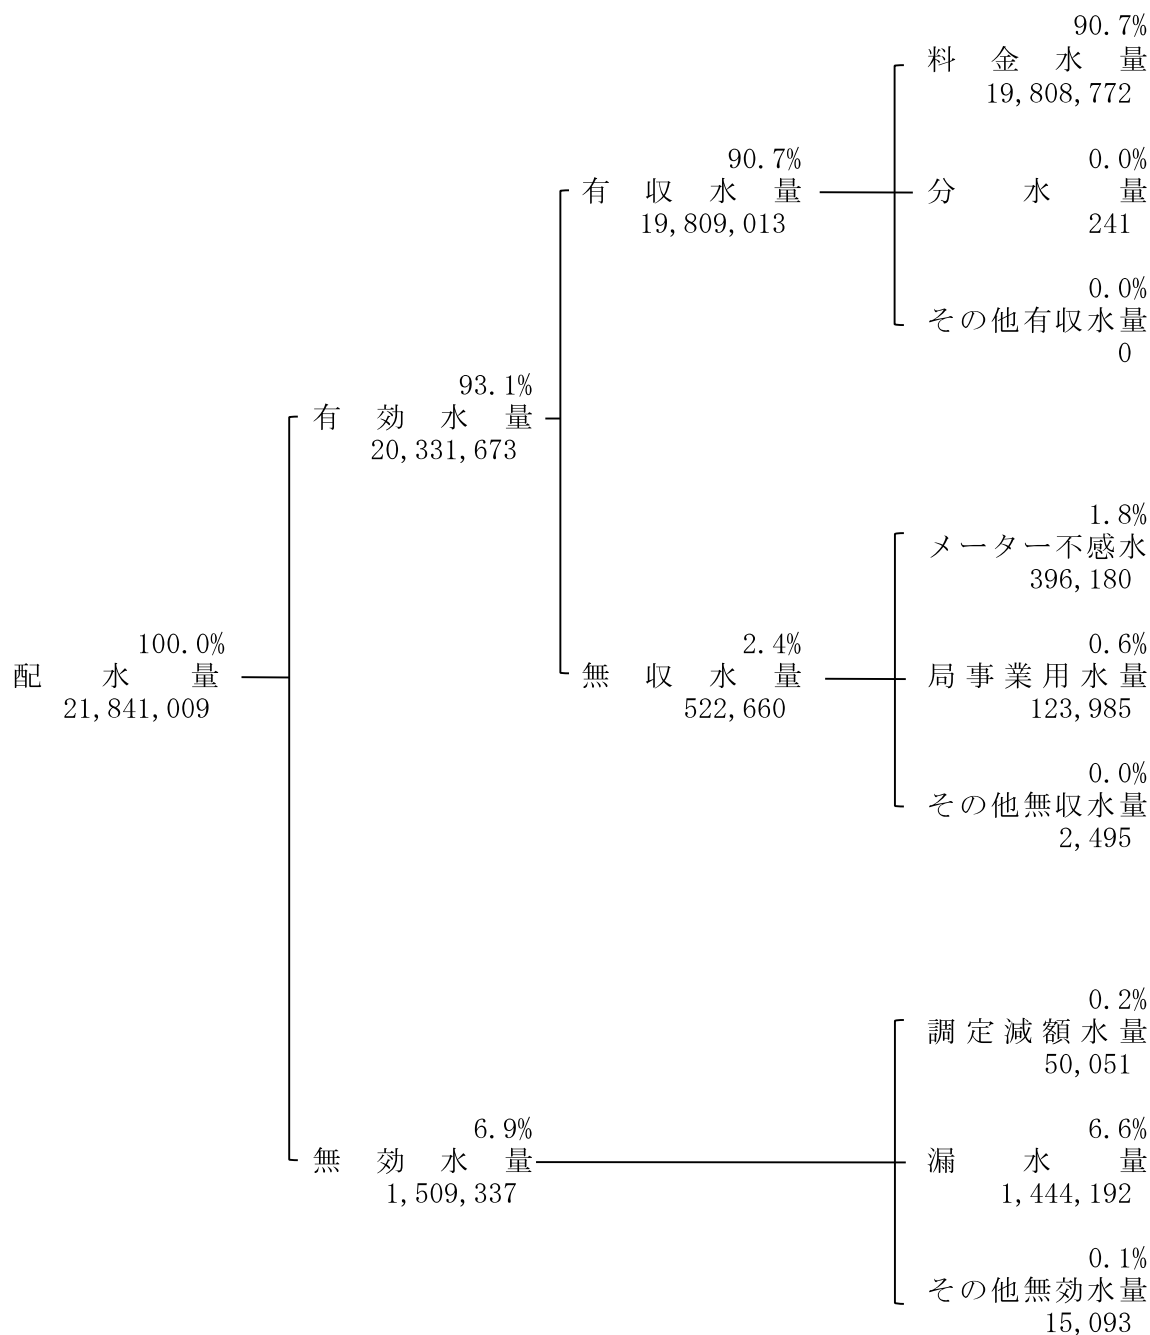 90.7%
料金水量
19,808,772
90.7%
有収水量
19,809,013
0.0%
分水量
241
0.0%
その他有収水量
0
93.1%
有効水量
20,331,673
1.8%
メーター不感水
396,180
100.0%
配水量
21,841,009
2.4%
無収水量
522,660
0.6%
局事業用水量
123,985
0.0%
その他無収水量
2,495
0.2%
調定減額水量
50,051
6.9%
無効水量
1,509,337
6.6%
漏水量
1,444,192
0.1%
その他無効水量
15,093